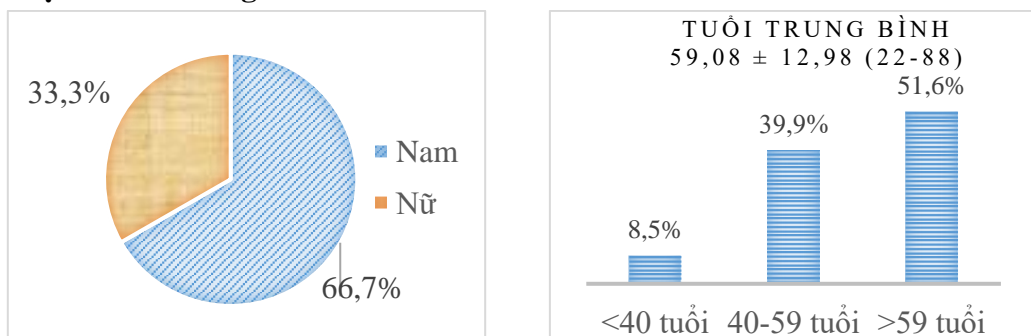 33,3%
66,7%
Nam
Nữ
TUỔI TRUNG BÌNH
59,08 ± 12,98 (22-88)
8,5%
39,9%
51,6%
<40 tuổi 40-59 tuổi >59 tuổi